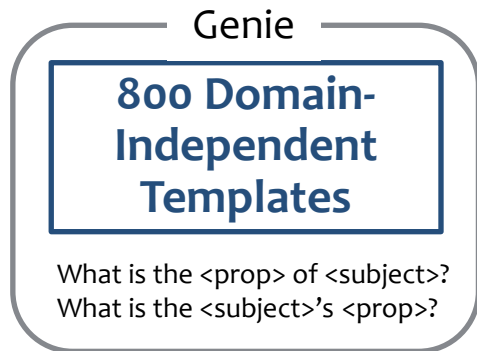 Genie
800 Domain-
Independent
Templates
What is the <prop> of <subject>?
What is the <subject>’s <prop>?